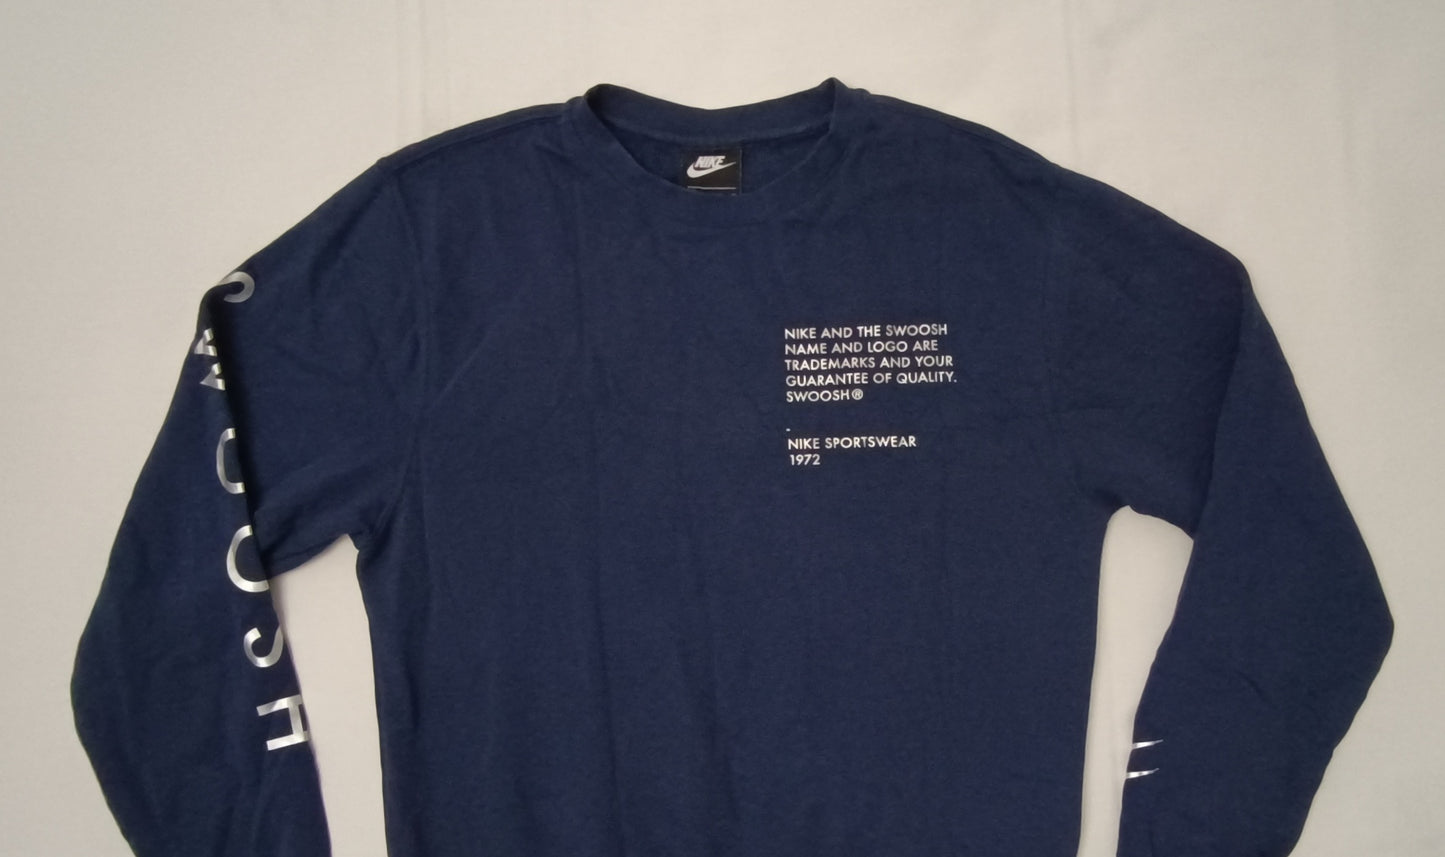 NIKE
NIKE AND THE SWOOSH
NAME AND LOGO ARE
TRADEMARKS AND YOUR
GUARANTEE OF QUALITY.
SWOOSH®
-
NIKE SPORTSWEAR
1972
SWOOSH